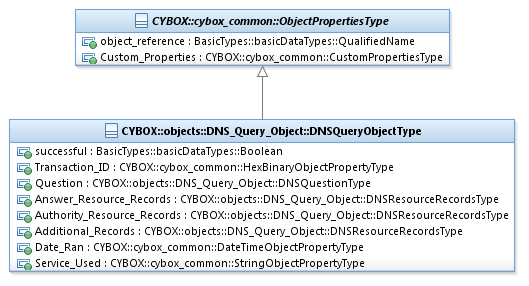 CYBOX::cybox_common::ObjectPropertiesType
object_reference : BasicTypes::basicDataTypes::QualifiedName
Custom_Properties : CYBOX::cybox_common::CustomPropertiesType
CYBOX::objects::DNS_Query_Object::DNSQueryObjectType
successful : BasicTypes::basicDataTypes::Boolean
Transaction_ID : CYBOX::cybox_common::HexBinaryObjectPropertyType
Question : CYBOX::objects::DNS_Query_Object::DNSQuestionType
Answer_Resource_Records : CYBOX::objects::DNS_Query_Object::DNSResourceRecordsType
Authority_Resource_Records : CYBOX::objects::DNS_Query_Object::DNSResourceRecordsType
Additional_Records : CYBOX::objects::DNS_Query_Object::DNSResourceRecordsType
Date_Ran : CYBOX::cybox_common::DateTimeObjectPropertyType
Service_Used : CYBOX::cybox_common::StringObjectPropertyType